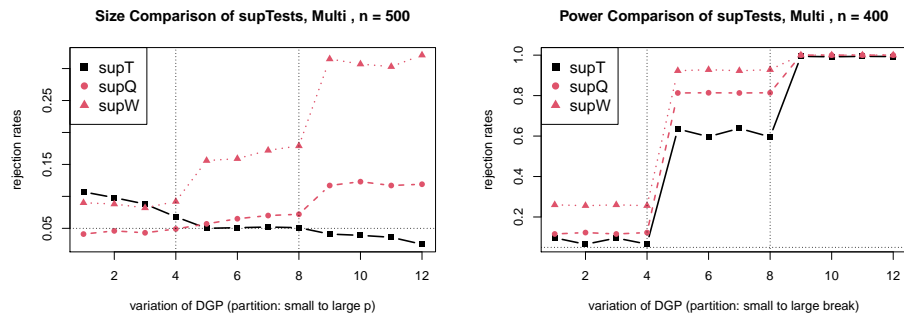 Size Comparison of supTests, Multi , n = 500
rejection rates
0.05 0.15 0.25
supT
supQ
supW
2 4 6 8 10 12
variation of DGP (partition: small to large p)
Power Comparison of supTests, Multi , n = 400
rejection rates
0.2 0.4 0.6 0.8 1.0
supT
supQ
supW
2 4 6 8 10 12
variation of DGP (partition: small to large break)